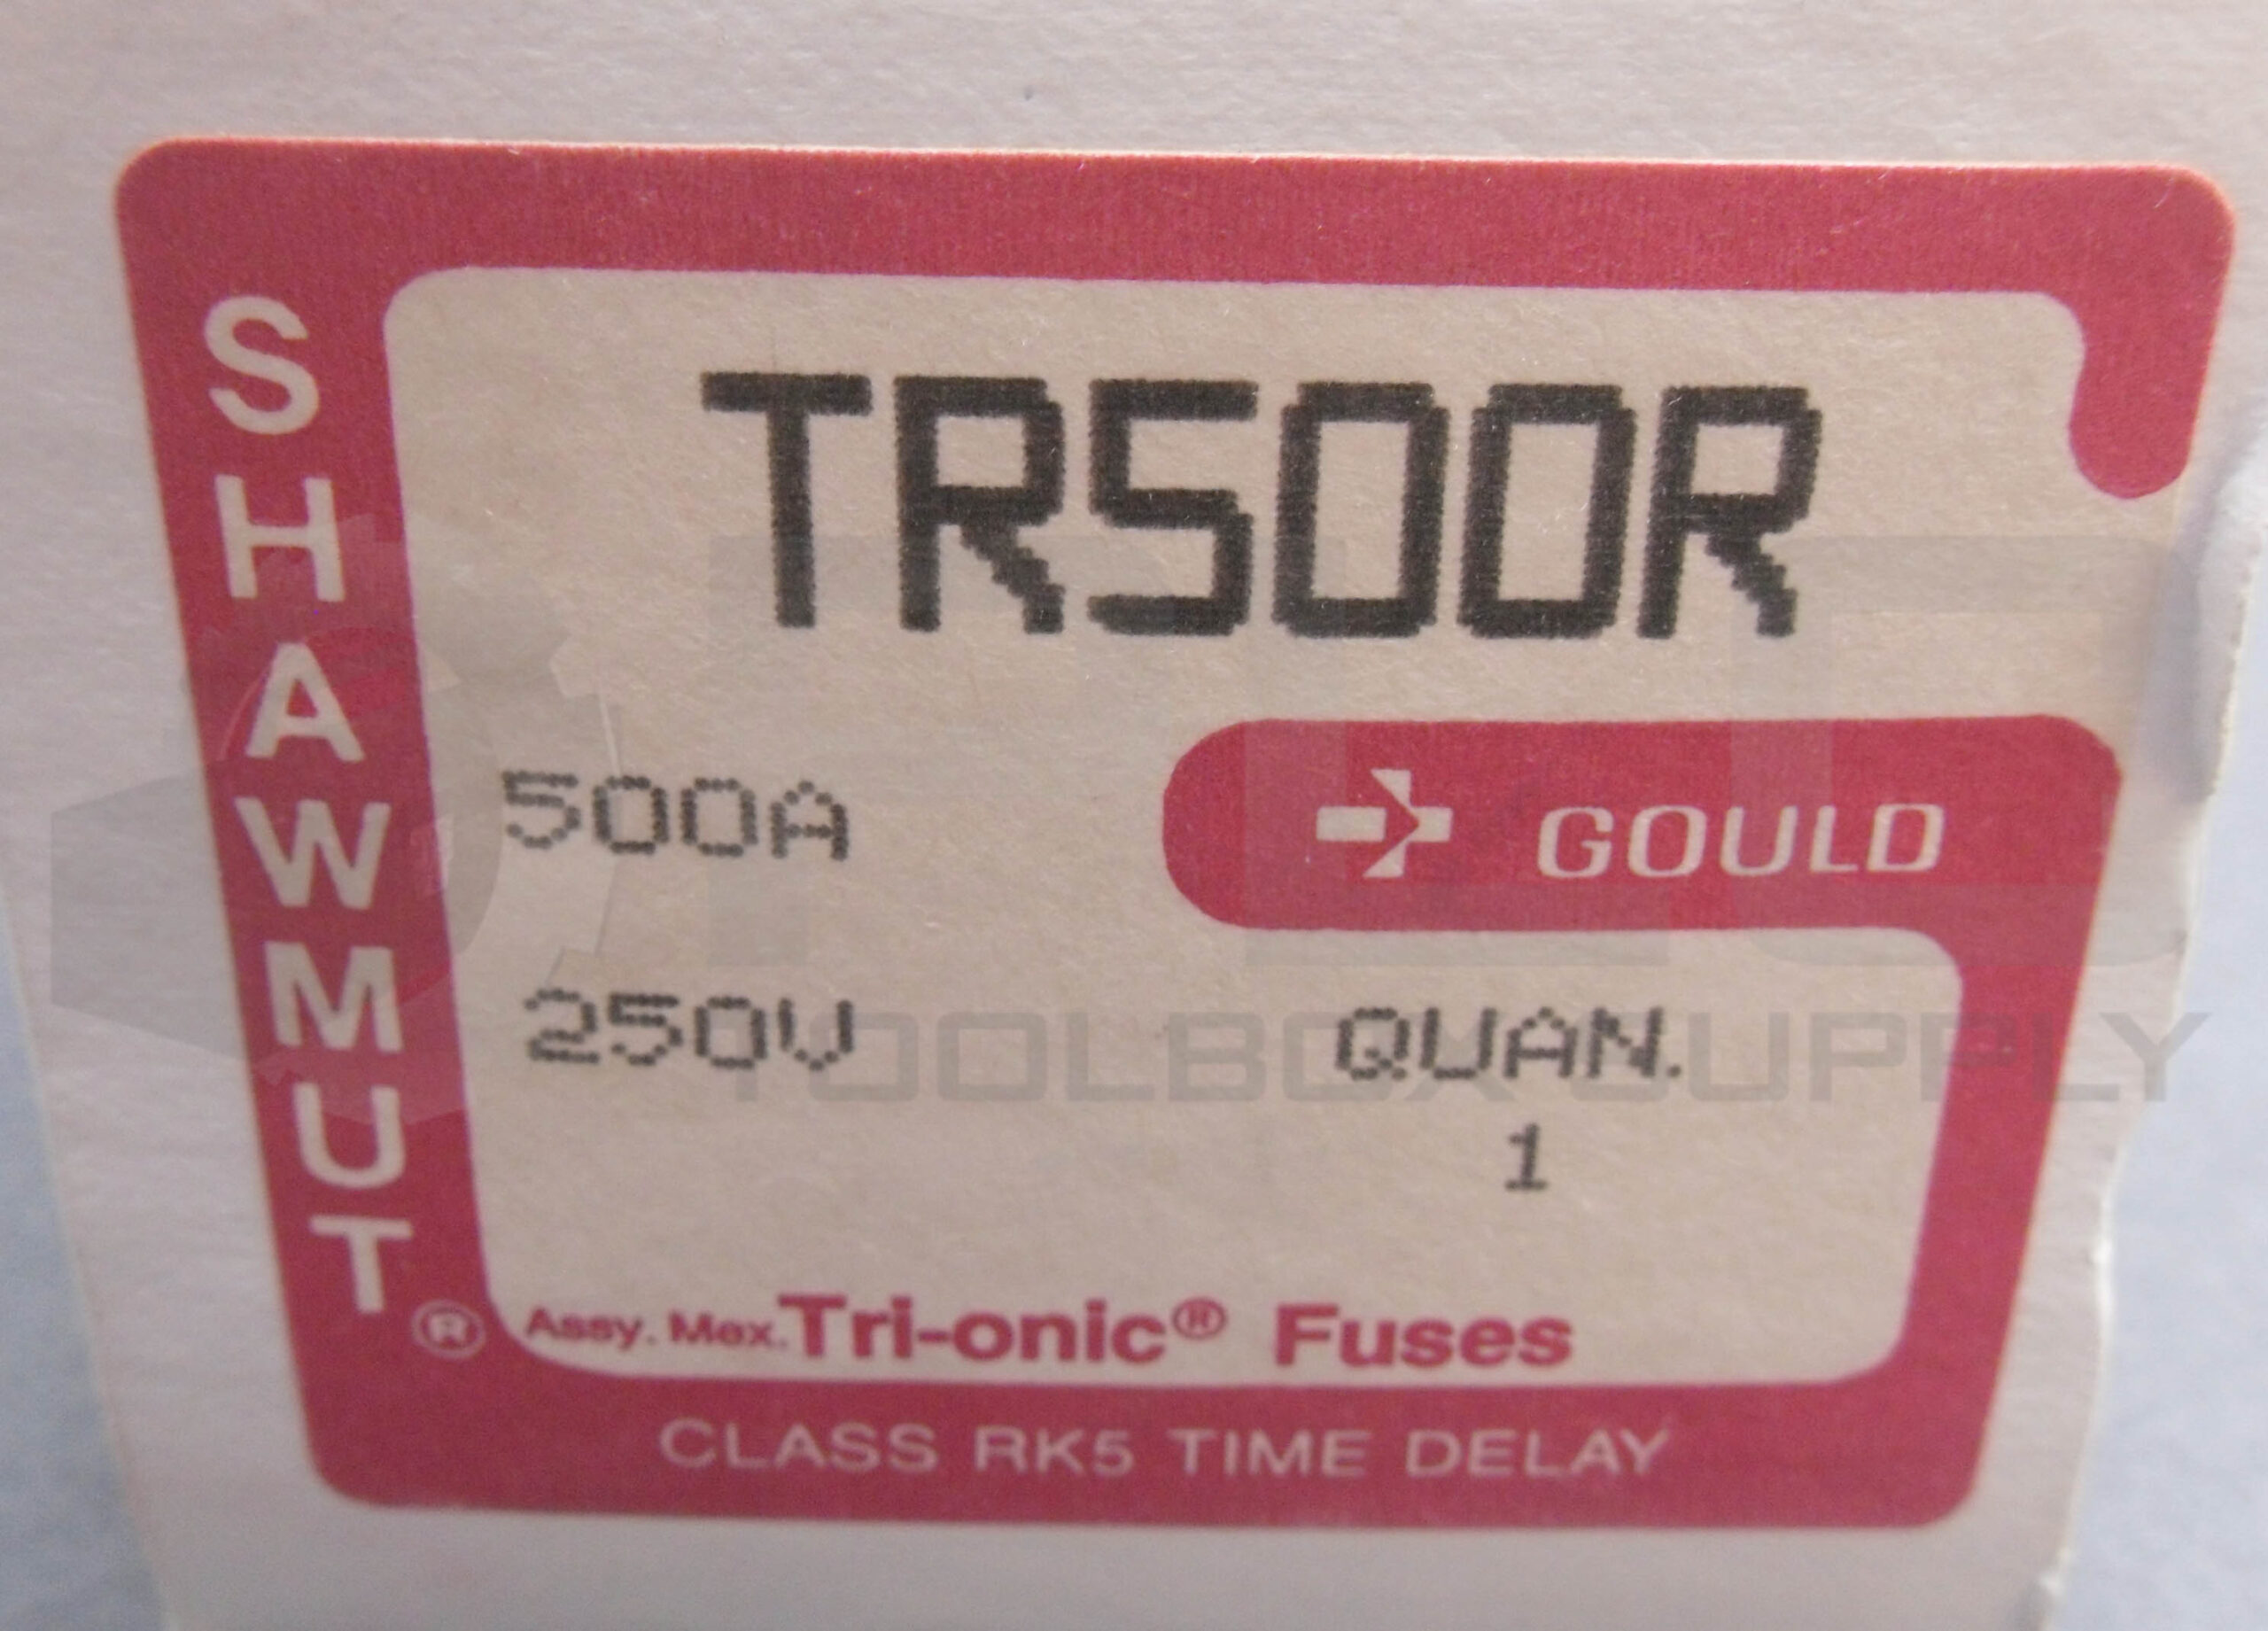 SHAWMUT®
TR500R
500A
GOULD
250V
QUAN.
1
Assy. Mex. Tri-onic® Fuses
CLASS RK5 TIME DELAY
TOOLBOX SUPPLY